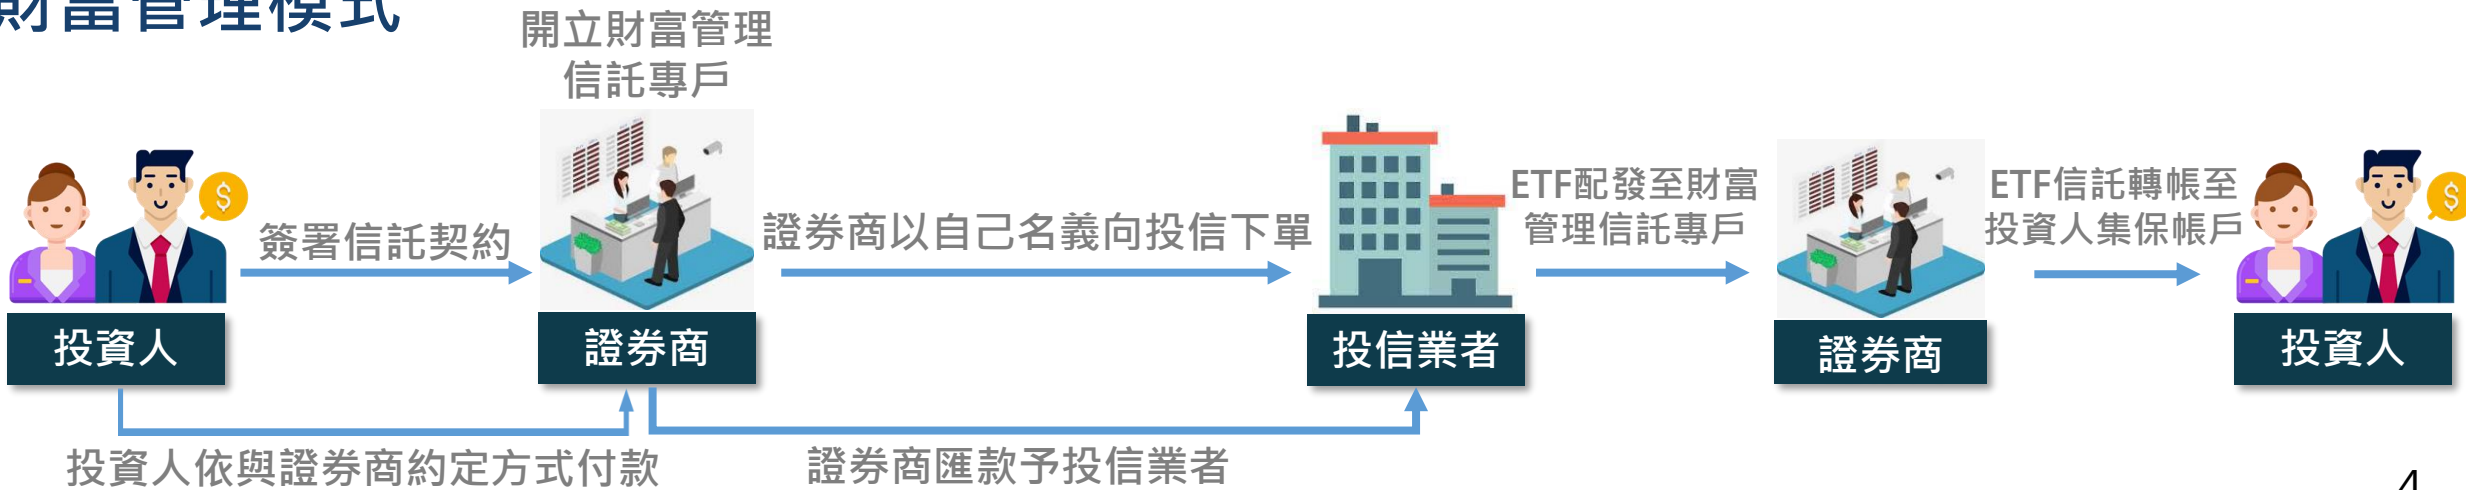 財富管理模式
開立財富管理
信託專戶
簽署信託契約
證券商以自己名義向投信下單
ETF配發至財富
管理信託專戶
ETF信託轉帳至
投資人集保帳戶
投資人
證券商
投信業者
證券商
投資人
投資人依與證券商約定方式付款
證券商匯款予投信業者
4